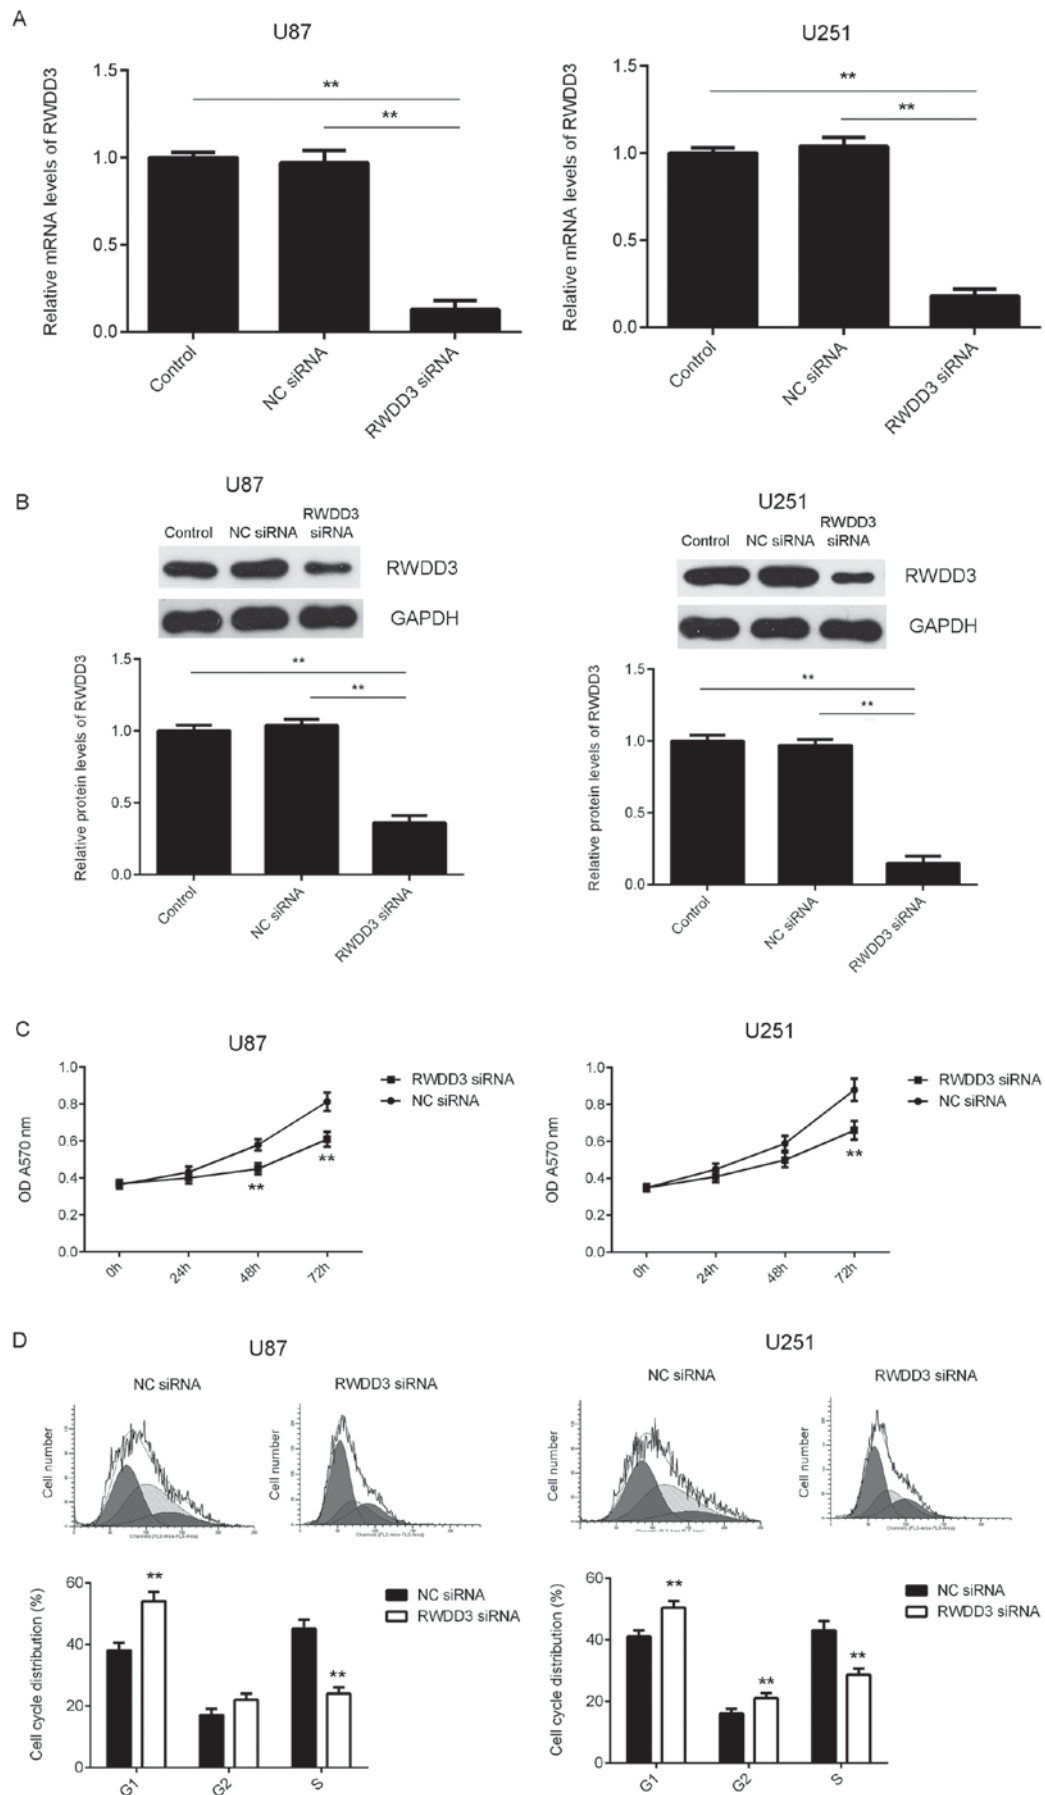 A
U87
U251
Relative mRNA levels of RWDD3
1.5
1.0
0.5
0.0
**
**
Control
NC siRNA
RWDD3 siRNA
Relative mRNA levels of RWDD3
1.5
1.0
0.5
0.0
**
**
Control
NC siRNA
RWDD3 siRNA
B
U87
Control NC siRNA RWDD3 siRNA
RWDD3
GAPDH
Relative protein levels of RWDD3
1.5
1.0
0.5
0.0
**
**
Control
NC siRNA
RWDD3 siRNA
U251
Control NC siRNA RWDD3 siRNA
RWDD3
GAPDH
Relative protein levels of RWDD3
1.5
1.0
0.5
0.0
**
**
Control
NC siRNA
RWDD3 siRNA
C
U87
OD A570 nm
1.0
0.8
0.6
0.4
0.2
0.0
RWDD3 siRNA
NC siRNA
**
**
0h
24h
48h
72h
U251
OD A570 nm
1.0
0.8
0.6
0.4
0.2
0.0
RWDD3 siRNA
NC siRNA
**
0h
24h
48h
72h
D
U87
NC siRNA
RWDD3 siRNA
Cell number
Cell number
U251
NC siRNA
RWDD3 siRNA
Cell number
Cell number
Cell cycle distribution (%)
60
40
20
0
**
**
NC siRNA
RWDD3 siRNA
G1
G2
S
Cell cycle distribution (%)
60
40
20
0
**
**
**
NC siRNA
RWDD3 siRNA
G1
G2
S